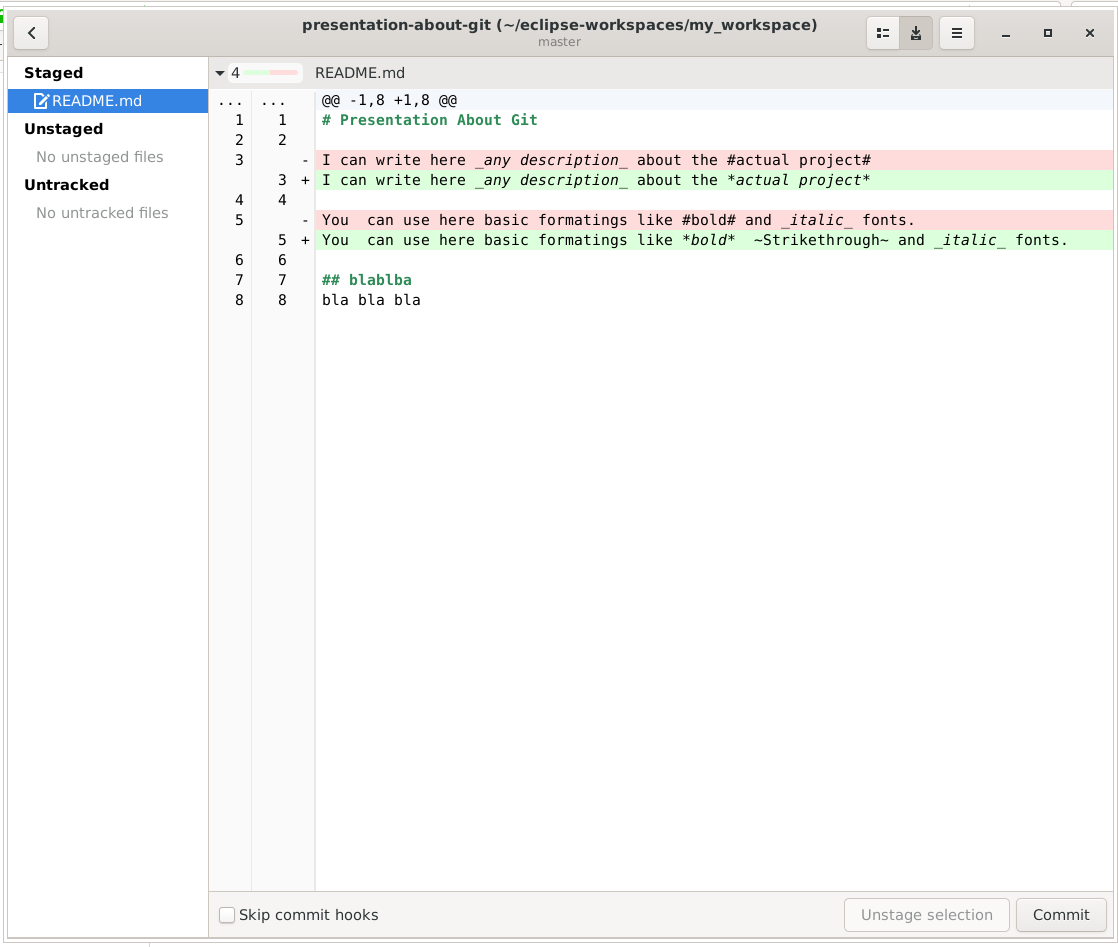 presentation-about-git (~/eclipse-workspaces/my_workspace)
master
Staged
README.md
Unstaged
No unstaged files
Untracked
No untracked files
4 README.md
... ... @@ -1,8 +1,8 @@
1 1 # Presentation About Git
2 2
3 - I can write here _any description_ about the #actual project#
3 + I can write here _any description_ about the *actual project*
4 4
5 - You  can use here basic formatings like #bold# and _italic_ fonts.
5 + You  can use here basic formatings like *bold*  ~Strikethrough~ and _italic_ fonts.
6 6
7 7 ## blablba
8 8 bla bla bla
Skip commit hooks
Unstage selection
Commit